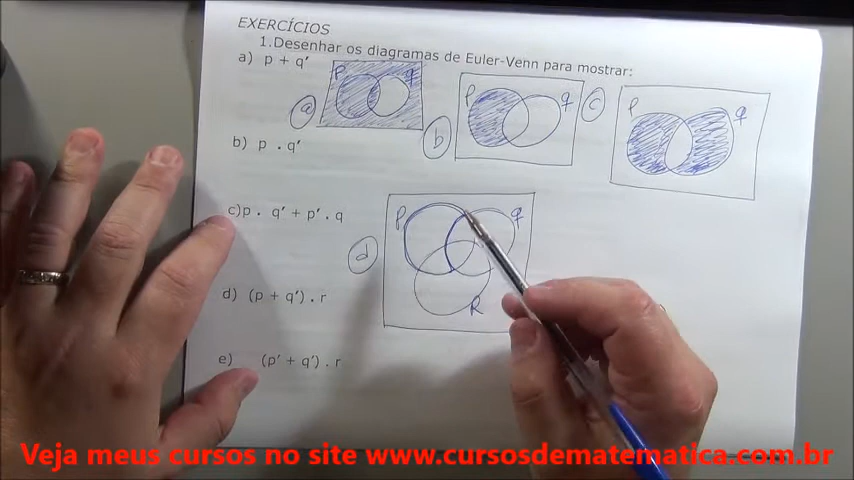 EXERCÍCIOS
1.Desenhar os diagramas de Euler-Venn para mostrar:
a) p + q'
a p q
b p q
c p q
b) p . q'
c)p . q' + p' . q
d p q R
d) (p + q') . r
e) (p' + q') . r
Veja meus cursos no site www.cursosdematematica.com.br